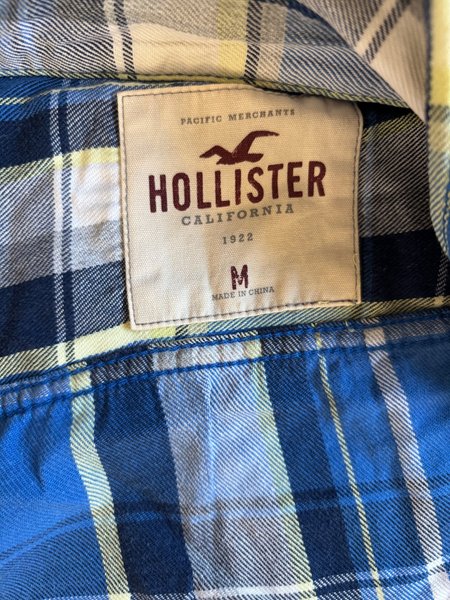 PACIFIC MERCHANTS
HOLLISTER
CALIFORNIA
1922
M
MADE IN CHINA